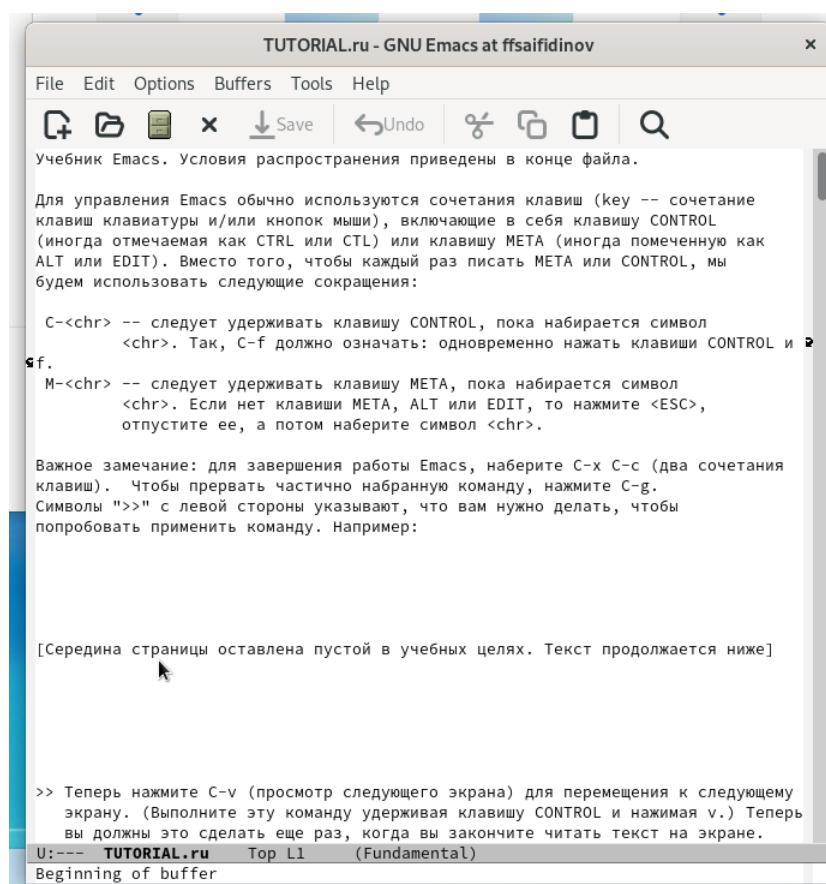 TUTORIAL.ru - GNU Emacs at ffsaifidinov ×
File Edit Options Buffers Tools Help
Save Undo
Учебник Emacs. Условия распространения приведены в конце файла.
Для управления Emacs обычно используются сочетания клавиш (key -- сочетание
клавиш клавиатуры и/или кнопок мыши), включающие в себя клавишу CONTROL
(иногда отмечаемая как CTRL или CTL) или клавишу META (иногда помеченную как
ALT или EDIT). Вместо того, чтобы каждый раз писать META или CONTROL, мы
будем использовать следующие сокращения:
C-<chr> -- следует удерживать клавишу CONTROL, пока набирается символ
<chr>. Так, C-f должно означать: одновременно нажать клавиши CONTROL и
f.
M-<chr> -- следует удерживать клавишу META, пока набирается символ
<chr>. Если нет клавиши META, ALT или EDIT, то нажмите <ESC>,
отпустите ее, а потом наберите символ <chr>.
Важное замечание: для завершения работы Emacs, наберите C-x C-c (два сочетания
клавиш).  Чтобы прервать частично набранную команду, нажмите C-g.
Символы ">>" с левой стороны указывают, что вам нужно делать, чтобы
попробовать применить команду. Например:
[Середина страницы оставлена пустой в учебных целях. Текст продолжается ниже]
>> Теперь нажмите C-v (просмотр следующего экрана) для перемещения к следующему
экрану. (Выполните эту команду удерживая клавишу CONTROL и нажимая v.) Теперь
вы должны это сделать еще раз, когда вы закончите читать текст на экране.
U:--- TUTORIAL.ru Top L1 (Fundamental)
Beginning of buffer